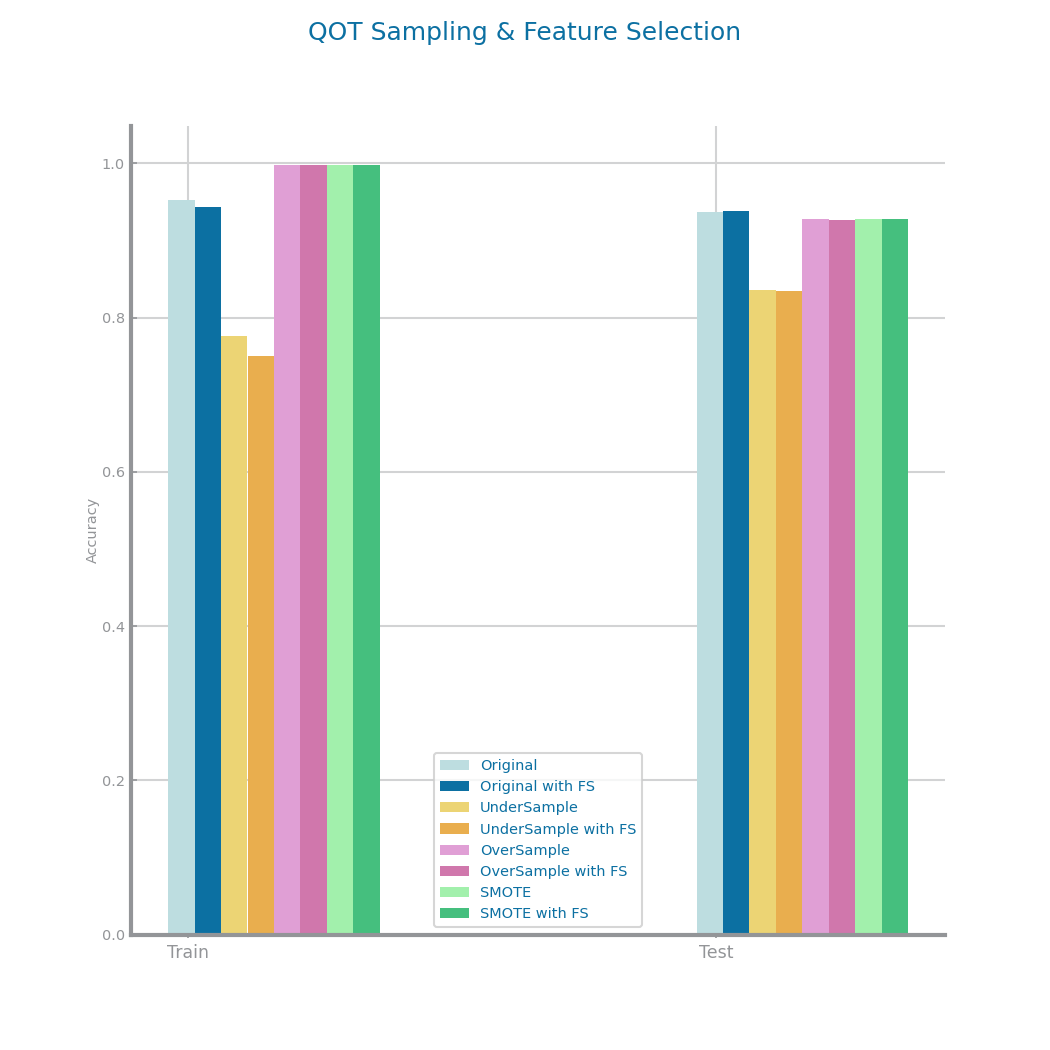 QOT Sampling & Feature Selection
1.0
0.8
0.6
0.4
0.2
0.0
Accuracy
Original
Original with FS
UnderSample
UnderSample with FS
OverSample
OverSample with FS
SMOTE
SMOTE with FS
Train
Test